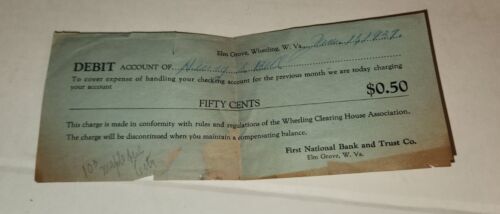 Elm Grove, Wheeling, W. Va.
DEBIT ACCOUNT OF
To cover expense of handling your checking account for the previous month we are today charging
your account
FIFTY CENTS $0.50
This charge is made in conformity with rules and regulations of the Wheeling Clearing House Association.
The charge will be discontinued when you maintain a compensating balance.
First National Bank and Trust Co.
Elm Grove, W. Va.
100